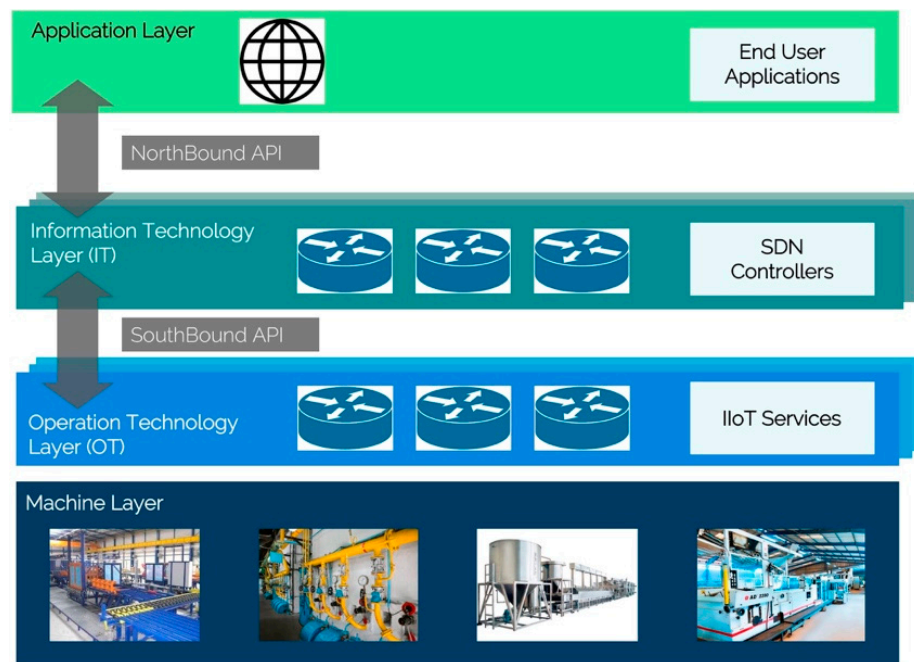 Application Layer
End User
Applications
NorthBound API
Information Technology
Layer (IT)
SDN
Controllers
SouthBound API
Operation Technology
Layer (OT)
IIoT Services
Machine Layer